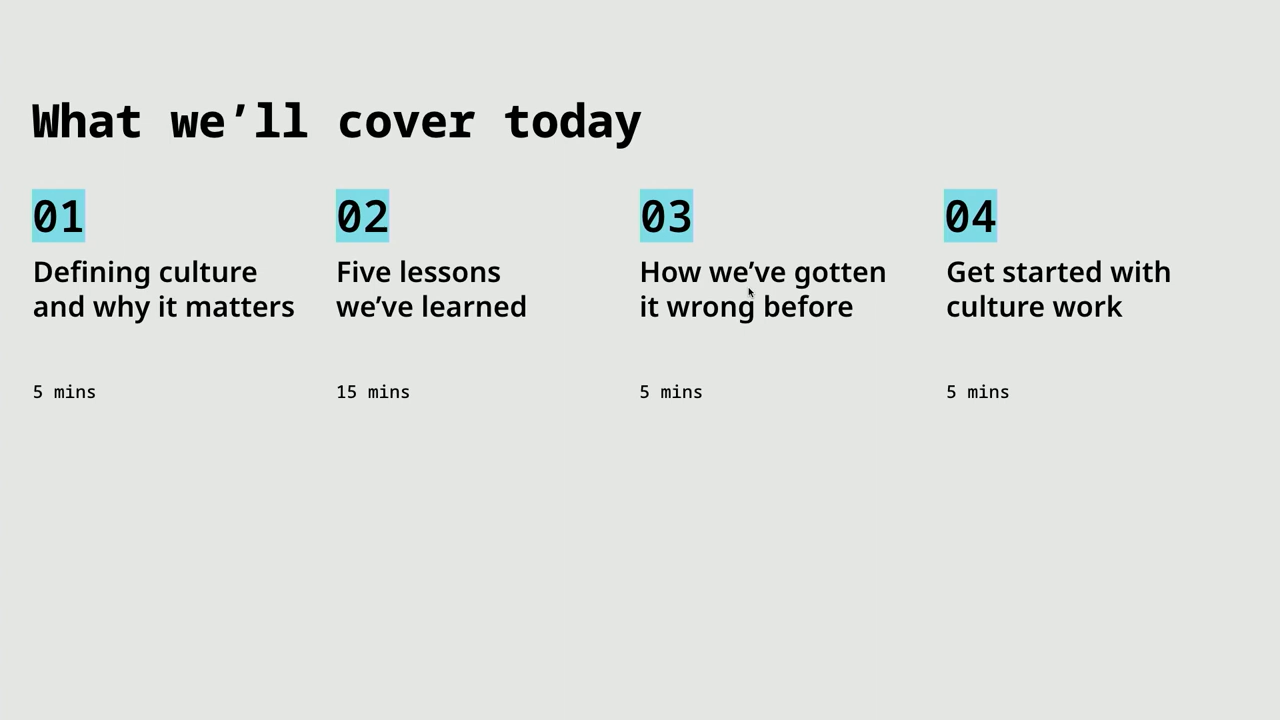 What we’ll cover today
01
Defining culture
and why it matters
5 mins
02
Five lessons
we’ve learned
15 mins
03
How we’ve gotten
it wrong before
5 mins
04
Get started with
culture work
5 mins